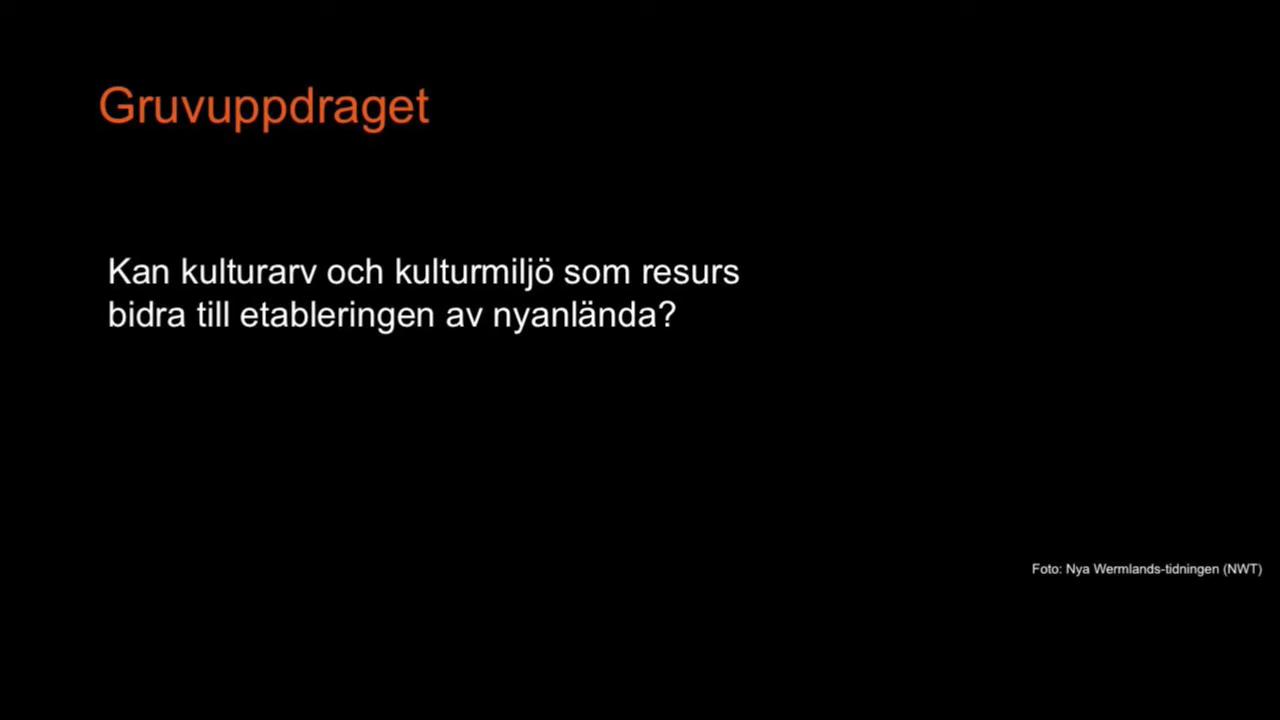 Gruvuppdraget
Kan kulturarv och kulturmiljö som resurs
bidra till etableringen av nyanlända?
Foto: Nya Wermlands-tidningen (NWT)